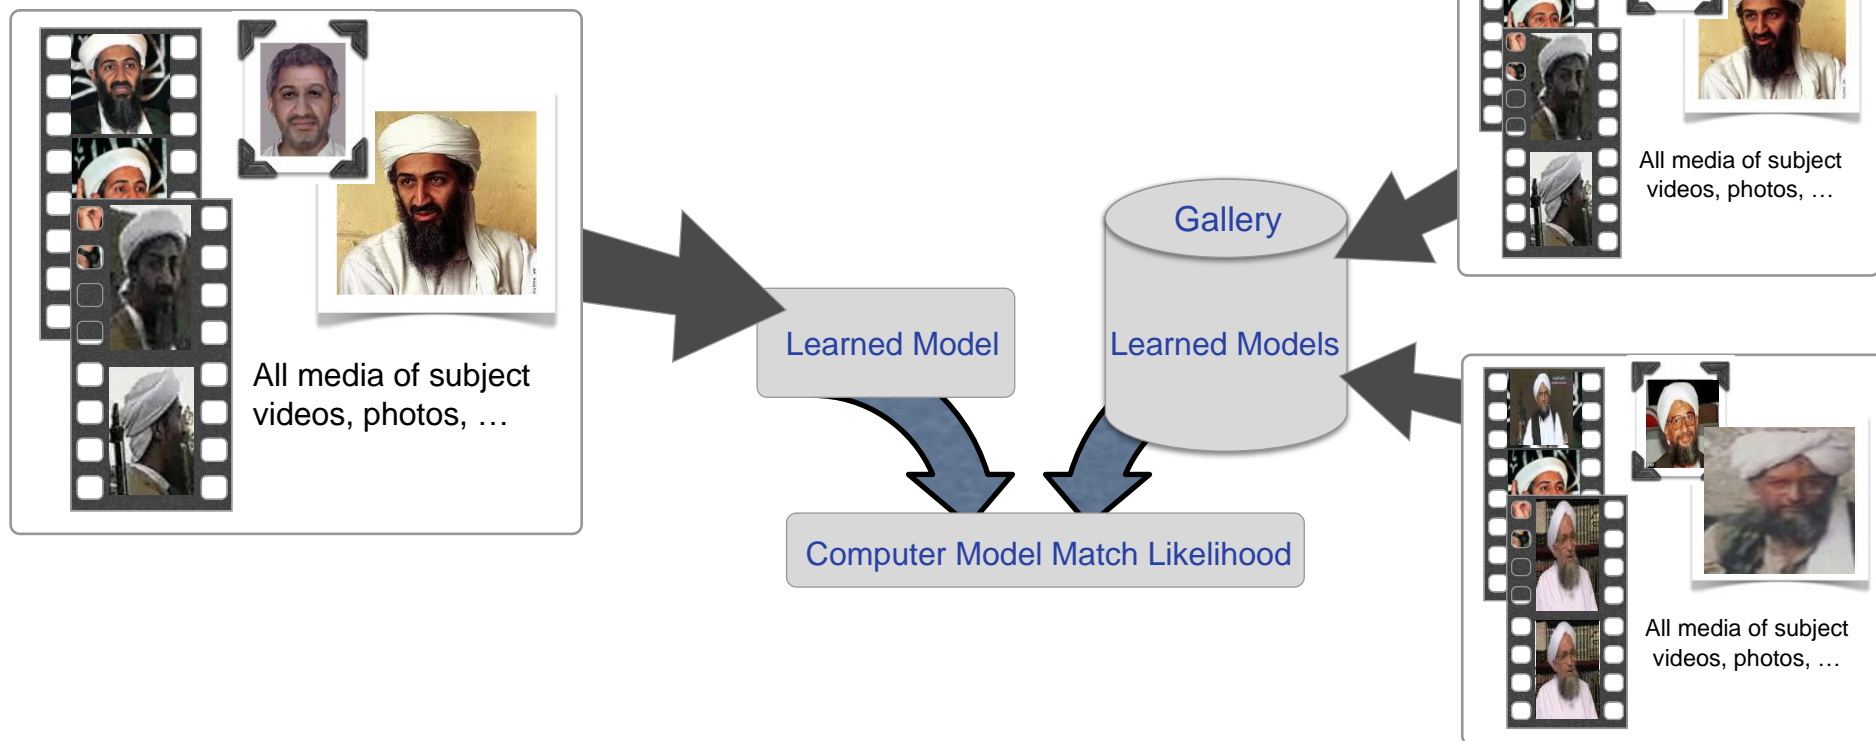 All media of subject
videos, photos, …
Learned Model
Gallery
Learned Models
Computer Model Match Likelihood
All media of subject
videos, photos, …
All media of subject
videos, photos, …